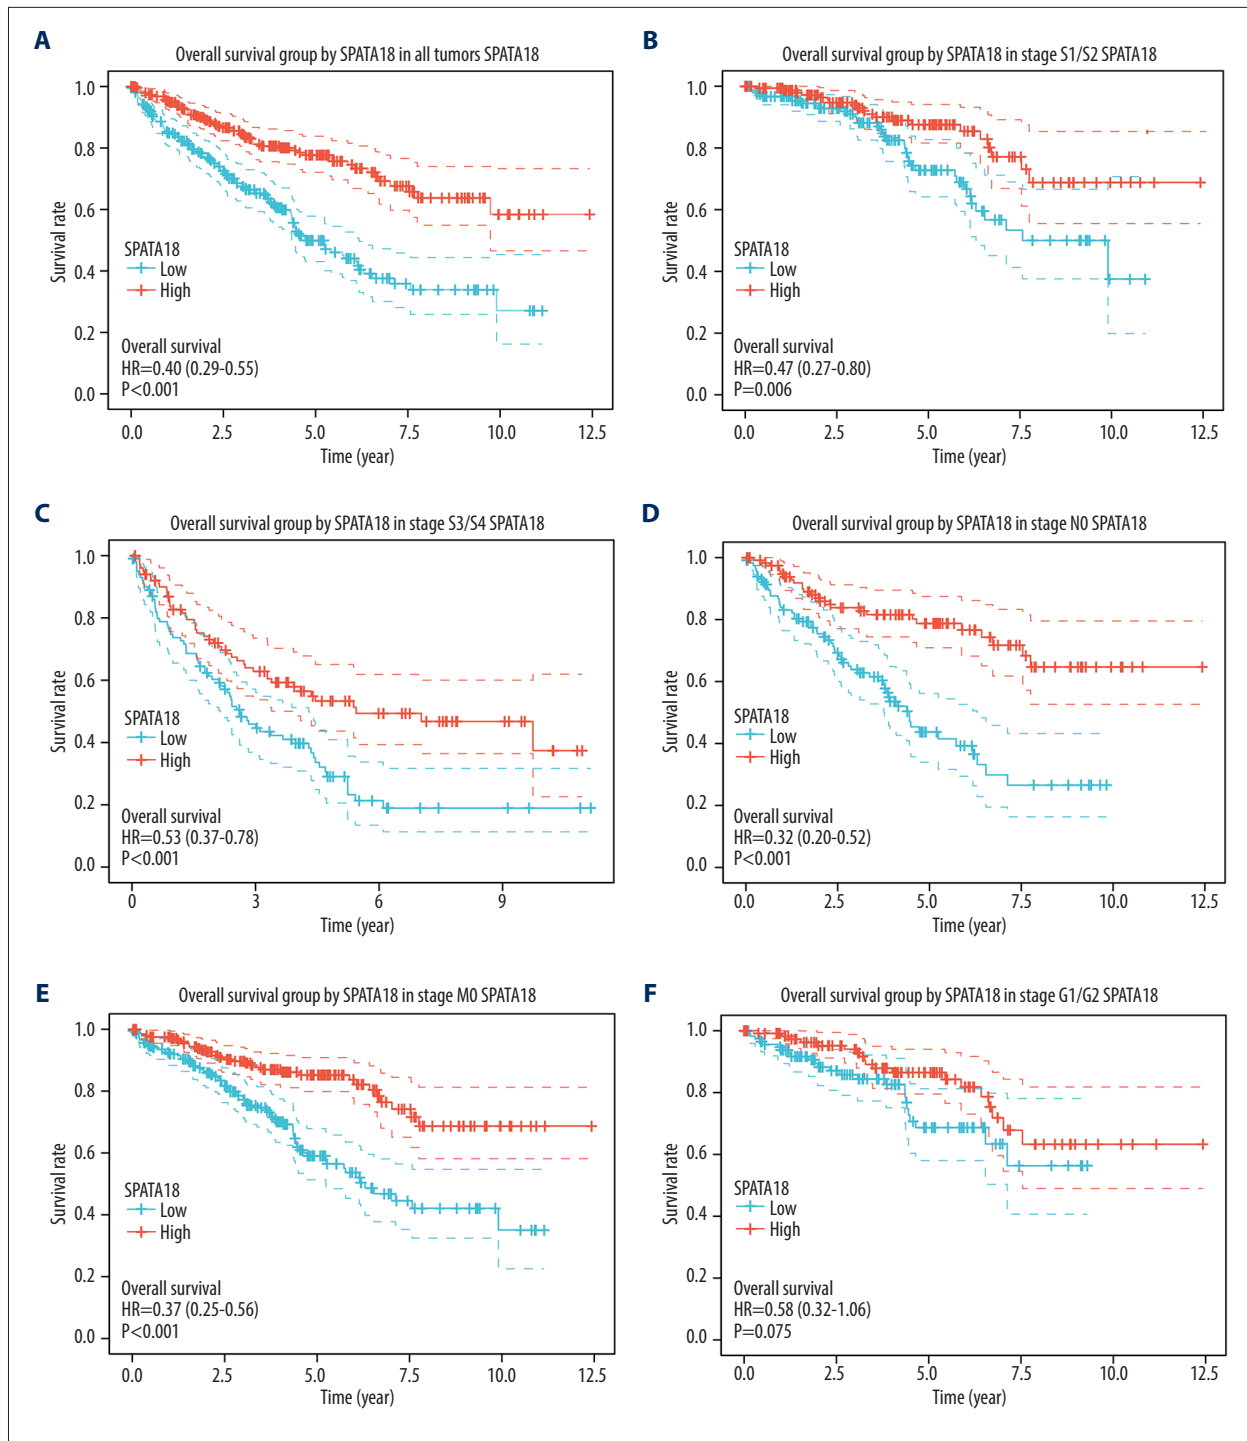 A
Overall survival group by SPATA18 in all tumors SPATA18
Survival rate
1.0
0.8
0.6
0.4
0.2
0.0
SPATA18
Low
High
Overall survival
HR=0.40 (0.29-0.55)
P<0.001
0.0 2.5 5.0 7.5 10.0 12.5
Time (year)
B
Overall survival group by SPATA18 in stage S1/S2 SPATA18
Survival rate
1.0
0.8
0.6
0.4
0.2
0.0
SPATA18
Low
High
Overall survival
HR=0.47 (0.27-0.80)
P=0.006
0.0 2.5 5.0 7.5 10.0 12.5
Time (year)
C
Overall survival group by SPATA18 in stage S3/S4 SPATA18
Survival rate
1.0
0.8
0.6
0.4
0.2
0.0
SPATA18
Low
High
Overall survival
HR=0.53 (0.37-0.78)
P<0.001
0 3 6 9
Time (year)
D
Overall survival group by SPATA18 in stage N0 SPATA18
Survival rate
1.0
0.8
0.6
0.4
0.2
0.0
SPATA18
Low
High
Overall survival
HR=0.32 (0.20-0.52)
P<0.001
0.0 2.5 5.0 7.5 10.0 12.5
Time (year)
E
Overall survival group by SPATA18 in stage M0 SPATA18
Survival rate
1.0
0.8
0.6
0.4
0.2
0.0
SPATA18
Low
High
Overall survival
HR=0.37 (0.25-0.56)
P<0.001
0.0 2.5 5.0 7.5 10.0 12.5
Time (year)
F
Overall survival group by SPATA18 in stage G1/G2 SPATA18
Survival rate
1.0
0.8
0.6
0.4
0.2
0.0
SPATA18
Low
High
Overall survival
HR=0.58 (0.32-1.06)
P=0.075
0.0 2.5 5.0 7.5 10.0 12.5
Time (year)